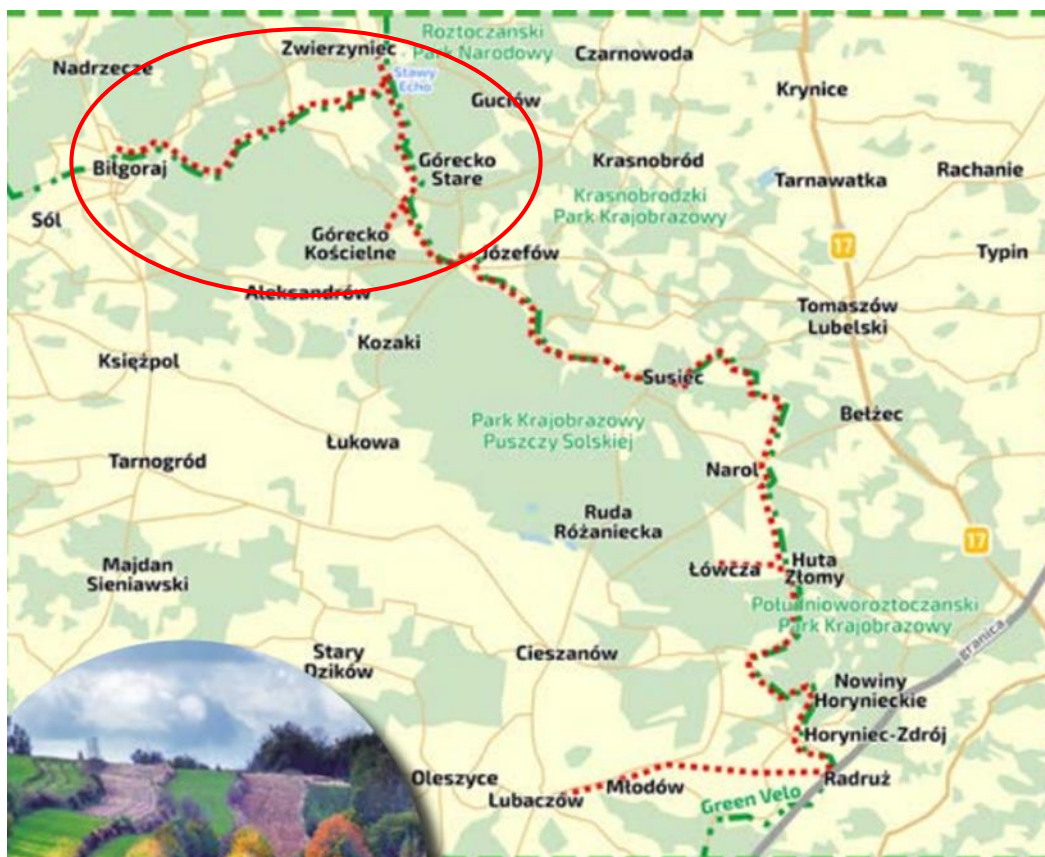 Roztoczański
Park Narodowy
Zwierzyniec
Czarnowoda
Nadrzecze
Stawy
Echo
Krynice
Guciów
Górecko
Stare
Krasnobród
Biłgoraj
Rachanie
Tarnawatka
Krasnobrodzki
Park Krajobrazowy
Sól
Górecko
Kościelne
17
Józefów
Typin
Aleksandrów
Tomaszów
Lubelski
Kozaki
Księżpol
Susiec
Bełżec
Park Krajobrazowy
Puszczy Solskiej
Łukowa
Tarnogród
Narol
Ruda
Różaniecka
17
Majdan
Sieniawski
Łówcza
Huta
Złomy
Południoworoztoczański
Park Krajobrazowy
granica
Stary
Dzików
Cieszanów
Nowiny
Horynieckie
Horyniec-Zdrój
Oleszyce
Młodów
Radruż
Lubaczów
Green Velo